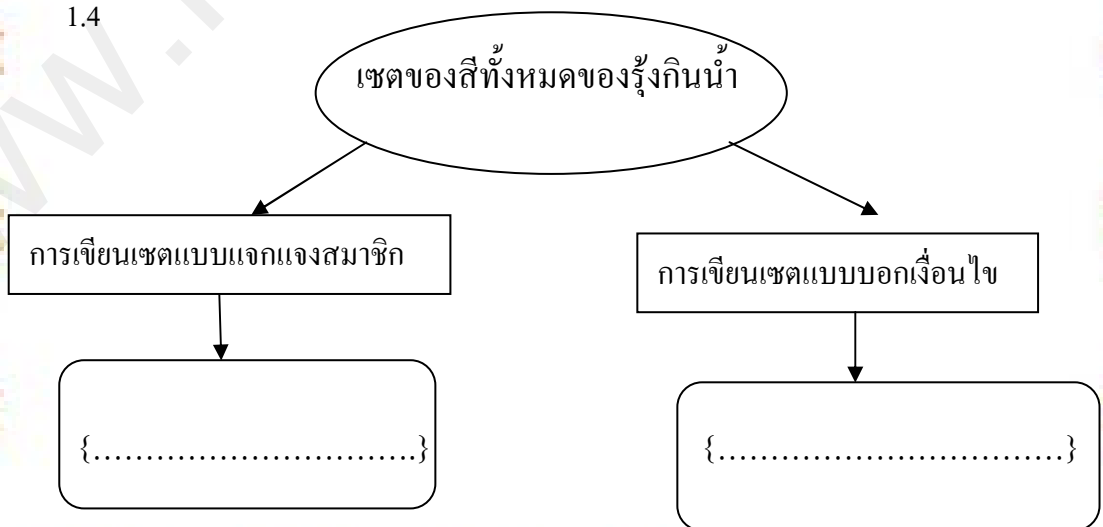 1.4
เซตของสีทั้งหมดของรุ้งกินน้ำ
การเขียนเซตแบบแจกแจงสมาชิก
การเขียนเซตแบบบอกเงื่อนไข
{…………………………….}
{……………………………}